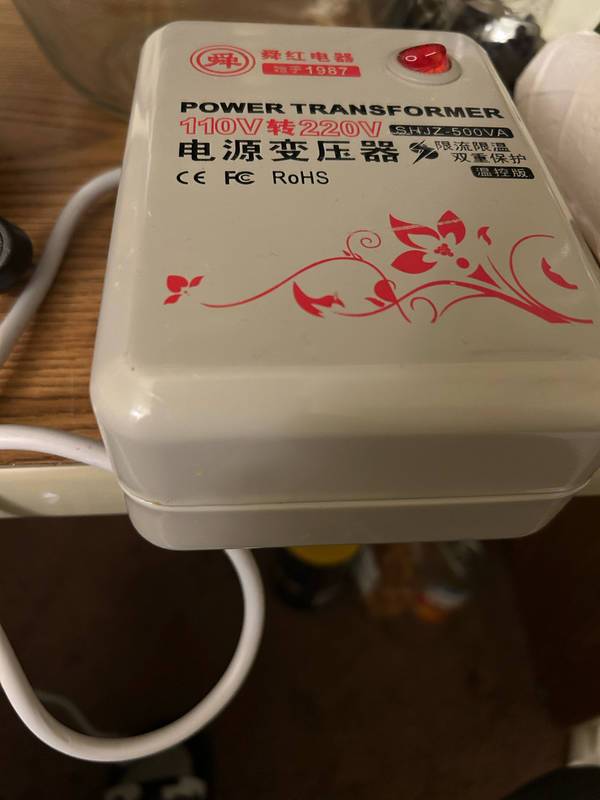 舜
舜红电器
始于1987
POWER TRANSFORMER
110V转220V SHJZ-500VA
电源变压器 限流限温
双重保护
CE FC RoHS 温控版